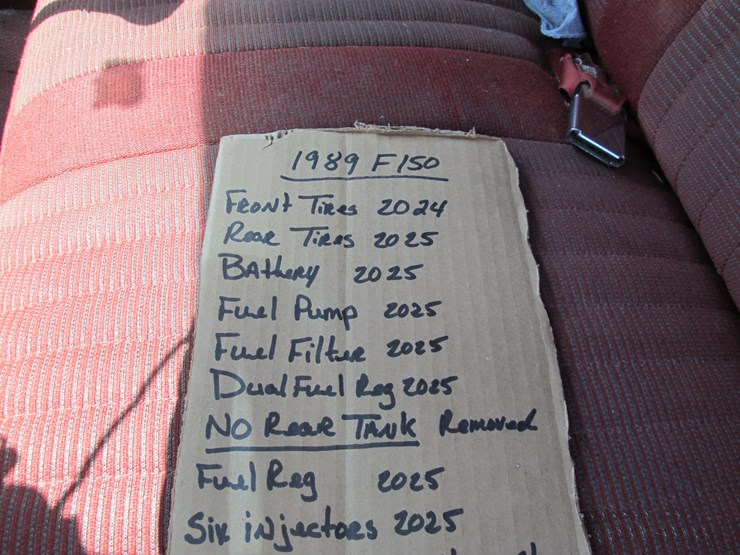 1989 F150
Front Tires 2024
Rear Tires 2025
Battery 2025
Fuel Pump 2025
Fuel Filter 2025
Dual Fuel Reg 2025
NO Rear TANK Removed
Fuel Reg 2025
Six injectors 2025